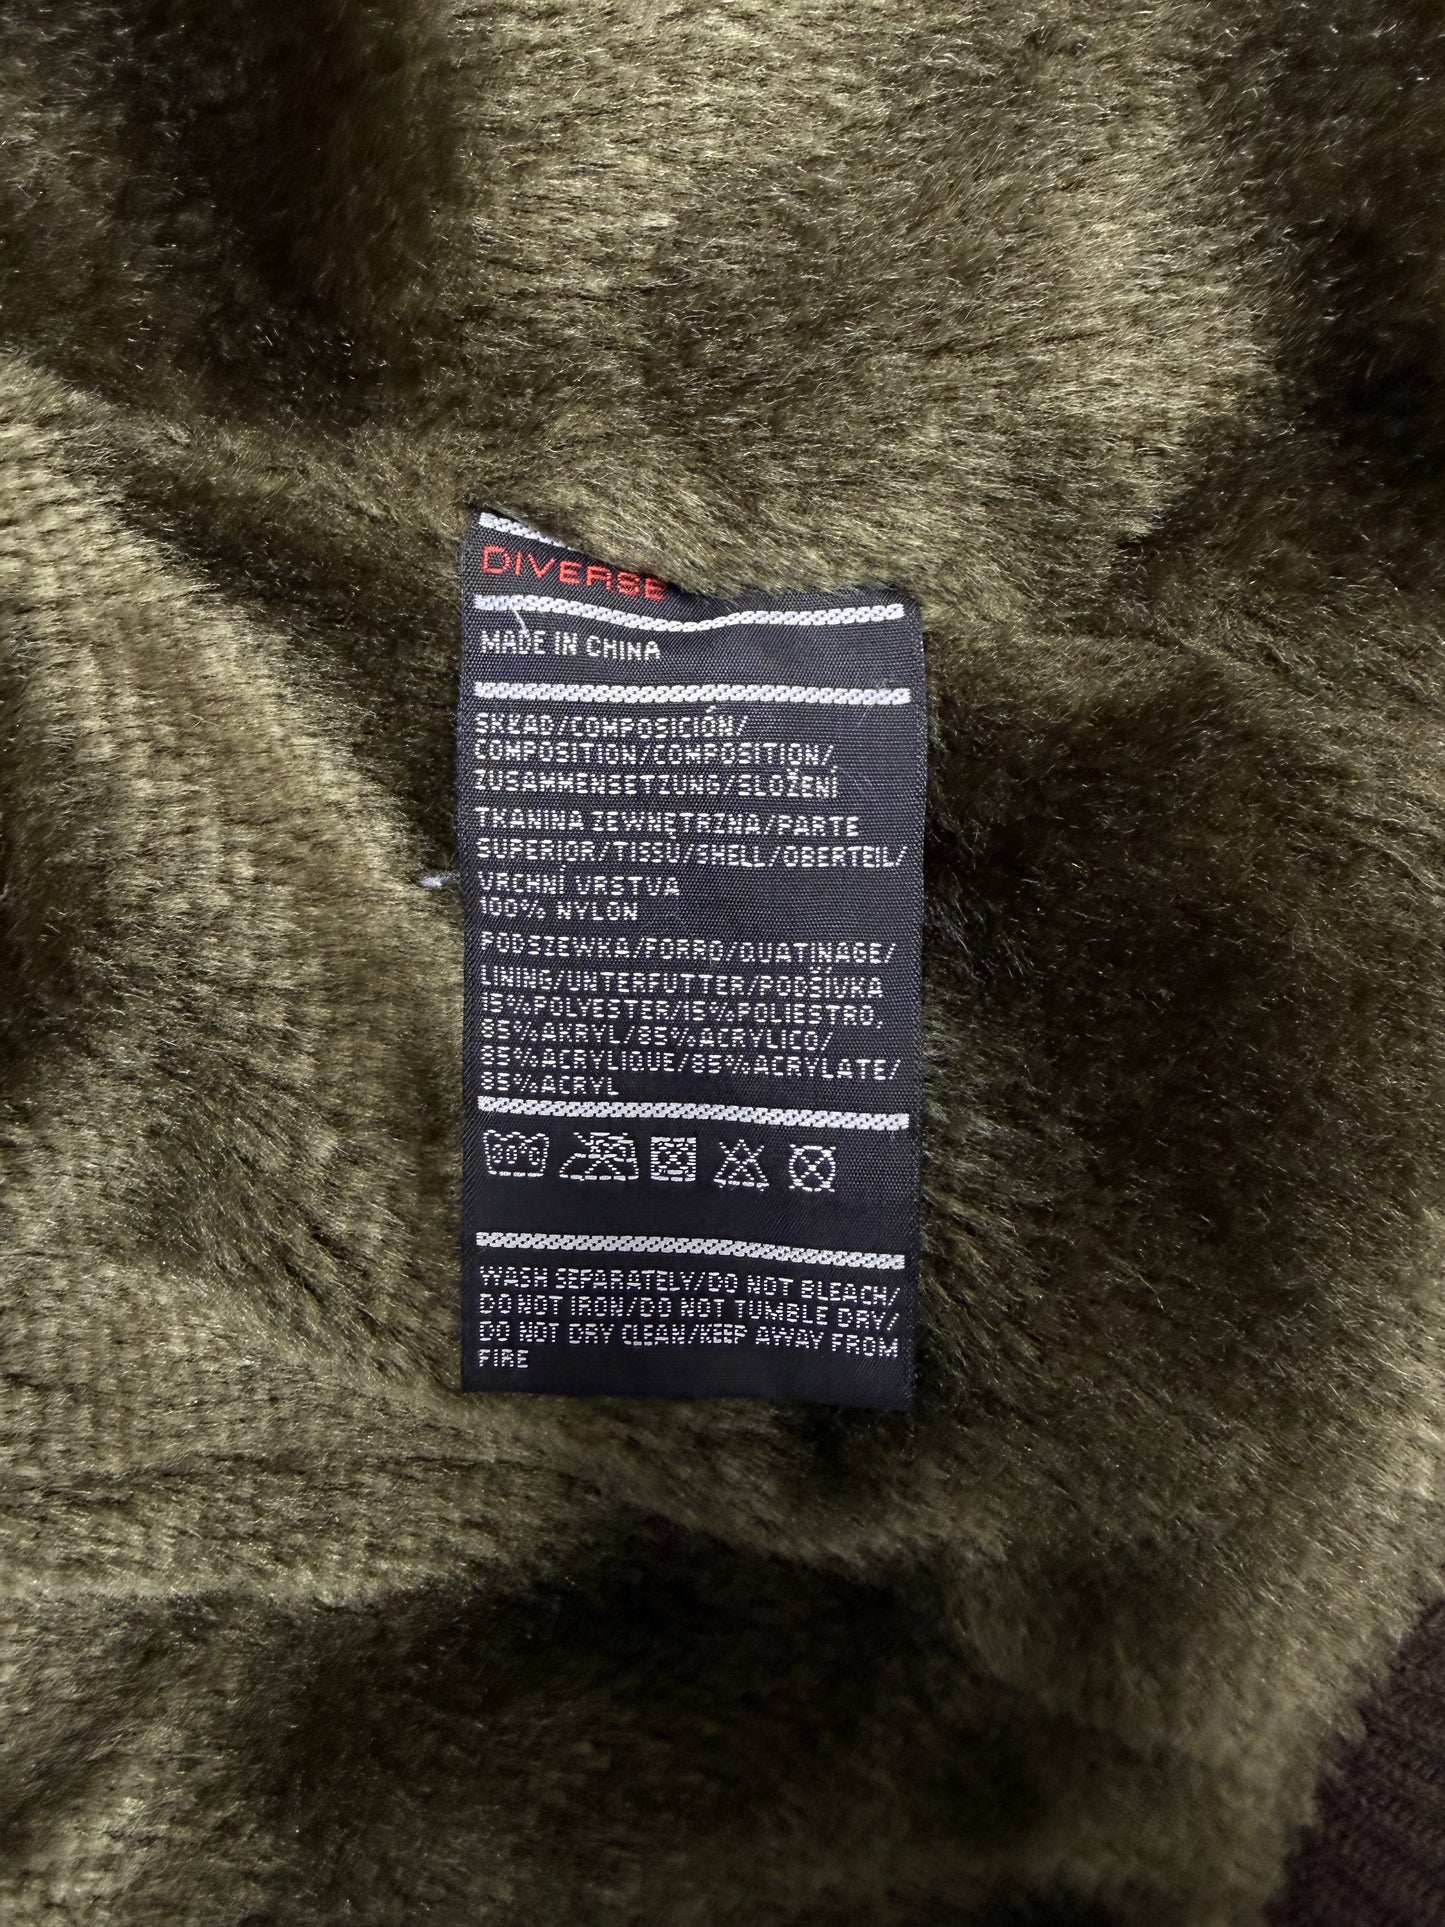 DIVERSE
MADE IN CHINA
SKŁAD/COMPOSICIÓN/
COMPOSITION/COMPOSITION/
ZUSAMMENSETZUNG/SLOŽENÍ
TKANINA ZEWNĘTRZNA/PARTE
SUPERIOR/TISSU/SHELL/OBERTEIL/
VRCHNÍ VRSTVA
100% NYLON
PODSZEWKA/FORRO/OUATINAGE/
LINING/UNTERFUTTER/PODŠÍVKA
15%POLYESTER/15%POLIESTRO,
85%AKRYL/85%ACRYLICO/
85%ACRYLIQUE/85%ACRYLATE/
85%ACRYL
30°C
WASH SEPARATELY/DO NOT BLEACH/
DO NOT IRON/DO NOT TUMBLE DRY/
DO NOT DRY CLEAN/KEEP AWAY FROM
FIRE